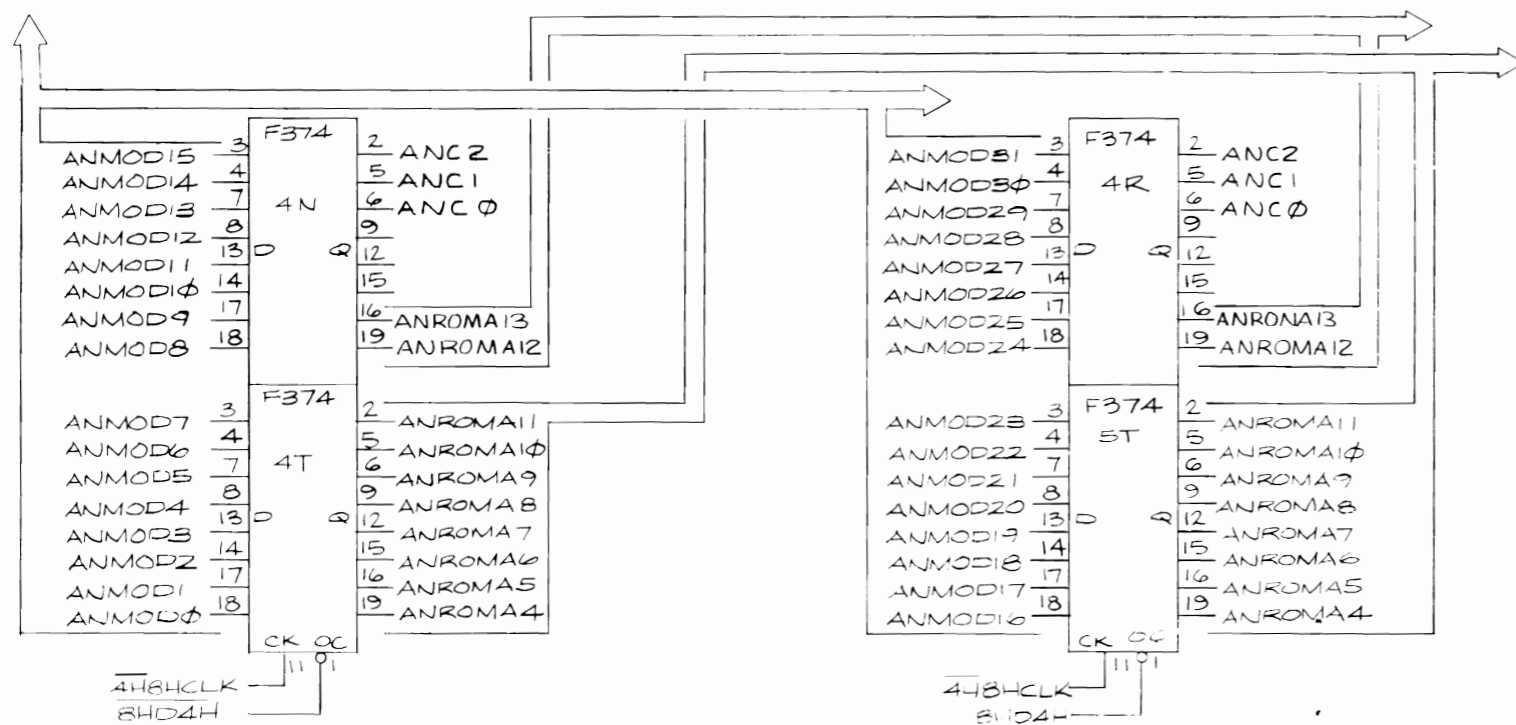 F374
4N
ANMOD15 3
ANMOD14 4
ANMOD13 7
ANMOD12 8
ANMOD11 13
ANMOD1Ø 14
ANMOD9 17
ANMOD8 18
D Q
2 ANC2
5 ANC1
6 ANCØ
9
12
15
16 ANROMA13
19 ANROMA12
F374
4T
ANMOD7 3
ANMOD6 4
ANMOD5 7
ANMOD4 8
ANMOD3 13
ANMOD2 14
ANMOD1 17
ANMODØ 18
D Q
2 ANROMA11
5 ANROMA1Ø
6 ANROMA9
9 ANROMA8
12 ANROMA7
15 ANROMA6
16 ANROMA5
19 ANROMA4
CK OC
11 1
4H8HCLK
8HD4H
F374
4R
ANMOD31 3
ANMOD3Ø 4
ANMOD29 7
ANMOD28 8
ANMOD27 13
ANMOD26 14
ANMOD25 17
ANMOD24 18
D Q
2 ANC2
5 ANC1
6 ANCØ
9
12
15
16 ANRONA13
19 ANROMA12
F374
5T
ANMOD23 3
ANMOD22 4
ANMOD21 7
ANMOD20 8
ANMOD19 13
ANMOD18 14
ANMOD17 17
ANMOD16 18
D Q
2 ANROMA11
5 ANROMA1Ø
6 ANROMA9
9 ANROMA8
12 ANROMA7
15 ANROMA6
16 ANROMA5
19 ANROMA4
CK OC
11 1
4H8HCLK
8HD4H